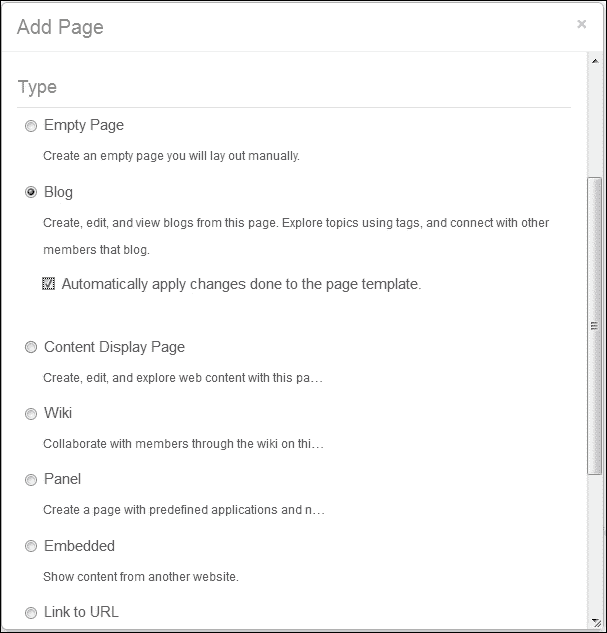 Add Page
×
Type
Empty Page
Create an empty page you will lay out manually.
Blog
Create, edit, and view blogs from this page. Explore topics using tags, and connect with other
members that blog.
Automatically apply changes done to the page template.
Content Display Page
Create, edit, and explore web content with this pa…
Wiki
Collaborate with members through the wiki on thi…
Panel
Create a page with predefined applications and n…
Embedded
Show content from another website.
Link to URL